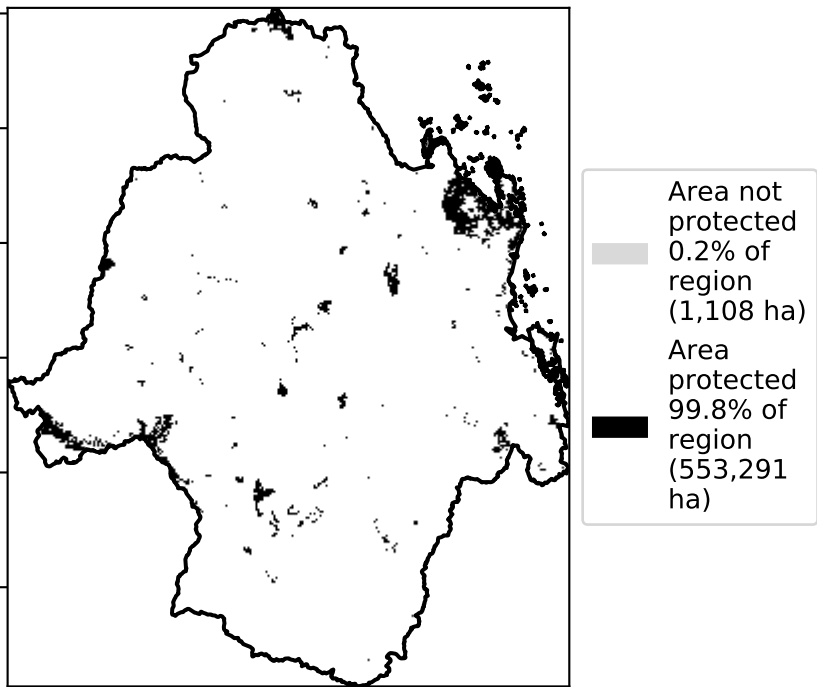 Area not
protected
0.2% of
region
(1,108 ha)
Area
protected
99.8% of
region
(553,291
ha)